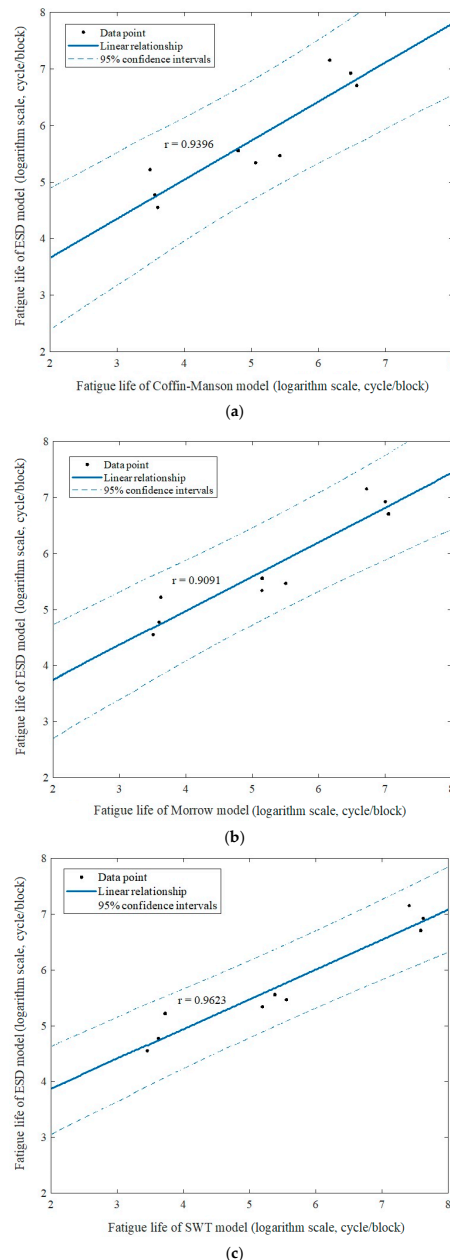 8
Data point
Linear relationship
95% confidence intervals
7
6
r = 0.9396
5
4
3
2
2 3 4 5 6 7 8
Fatigue life of ESD model (logarithm scale, cycle/block)
Fatigue life of Coffin-Manson model (logarithm scale, cycle/block)
(a)
8
Data point
Linear relationship
95% confidence intervals
7
6
r = 0.9091
5
4
3
2
2 3 4 5 6 7 8
Fatigue life of ESD model (logarithm scale, cycle/block)
Fatigue life of Morrow model (logarithm scale, cycle/block)
(b)
8
Data point
Linear relationship
95% confidence intervals
7
6
r = 0.9623
5
4
3
2
2 3 4 5 6 7 8
Fatigue life of ESD model (logarithm scale, cycle/block)
Fatigue life of SWT model (logarithm scale, cycle/block)
(c)